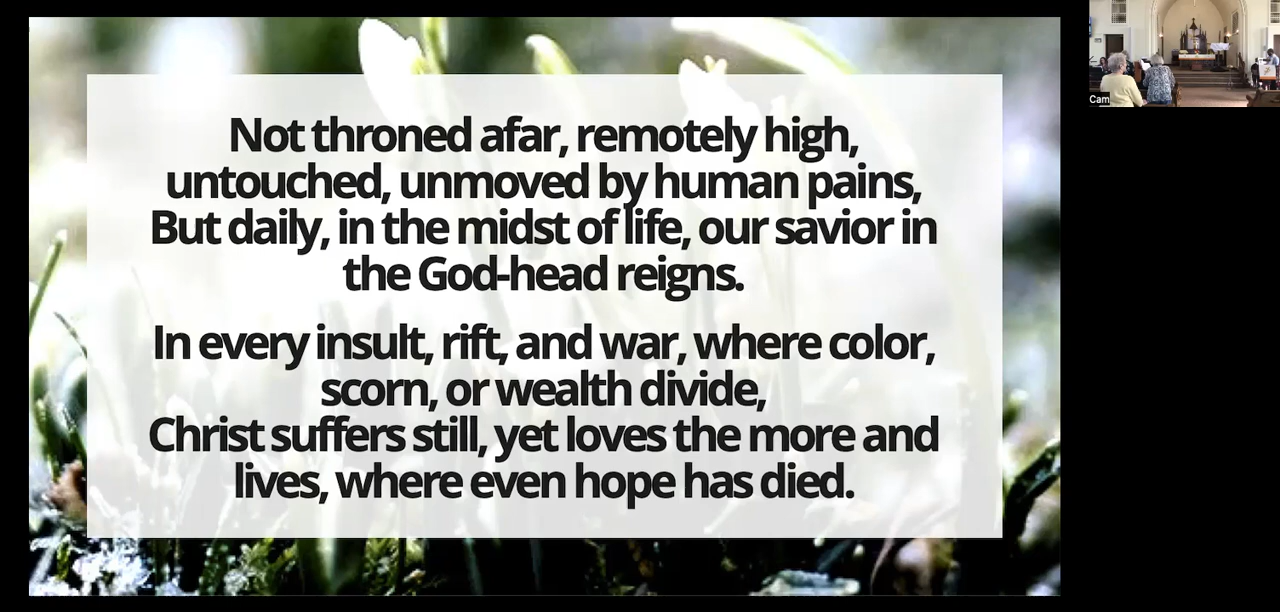 Not throned afar, remotely high,
untouched, unmoved by human pains,
But daily, in the midst of life, our savior in
the God-head reigns.
In every insult, rift, and war, where color,
scorn, or wealth divide,
Christ suffers still, yet loves the more and
lives, where even hope has died.
Cam